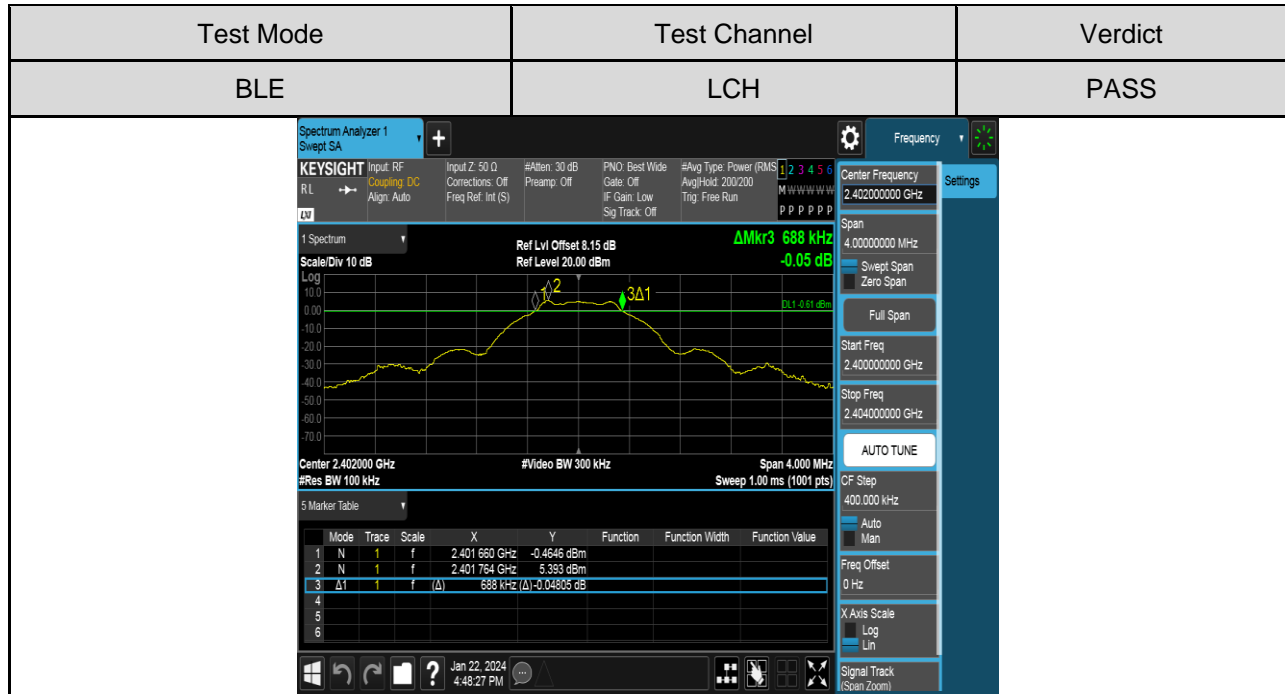 Test Mode Test Channel Verdict
BLE LCH PASS
Spectrum Analyzer 1
Swept SA
+
Frequency
KEYSIGHT Input: RF Input Z: 50 Ω #Atten: 30 dB PNO: Best Wide #Avg Type: Power (RMS 1 2 3 4 5 6
RL Coupling: DC Corrections: Off Preamp: Off Gate: Off Avg|Hold: 200/200 M W W W W W
Align: Auto Freq Ref: Int (S) IF Gain: Low Trig: Free Run
Sig Track: Off P P P P P P
LXI
1 Spectrum
Scale/Div 10 dB
Ref Lvl Offset 8.15 dB
Ref Level 20.00 dBm
ΔMkr3 688 kHz
-0.05 dB
Log
10.0
0.00
-10.0
-20.0
-30.0
-40.0
-50.0
-60.0
-70.0
1 2 3Δ1
DL1 -0.61 dBm
Center 2.402000 GHz #Video BW 300 kHz Span 4.000 MHz
#Res BW 100 kHz Sweep 1.00 ms (1001 pts)
5 Marker Table
Mode Trace Scale X Y Function Function Width Function Value
1 N 1 f 2.401 660 GHz -0.4646 dBm
2 N 1 f 2.401 764 GHz 5.393 dBm
3 Δ1 1 f (Δ) 688 kHz (Δ) -0.04805 dB
4
5
6
Jan 22, 2024
4:48:27 PM
?
Settings
Center Frequency
2.402000000 GHz
Span
4.00000000 MHz
Swept Span
Zero Span
Full Span
Start Freq
2.400000000 GHz
Stop Freq
2.404000000 GHz
AUTO TUNE
CF Step
400.000 kHz
Auto
Man
Freq Offset
0 Hz
X Axis Scale
Log
Lin
Signal Track
(Span Zoom)